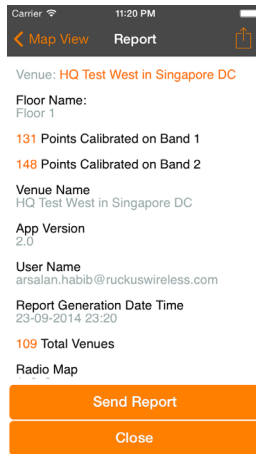 Carrier 11:20 PM
Map View Report
Venue: HQ Test West in Singapore DC
Floor Name:
Floor 1
131 Points Calibrated on Band 1
148 Points Calibrated on Band 2
Venue Name
HQ Test West in Singapore DC
App Version
2.0
User Name
arsalan.habib@ruckuswireless.com
Report Generation Date Time
23-09-2014 23:20
109 Total Venues
Radio Map
Send Report
Close